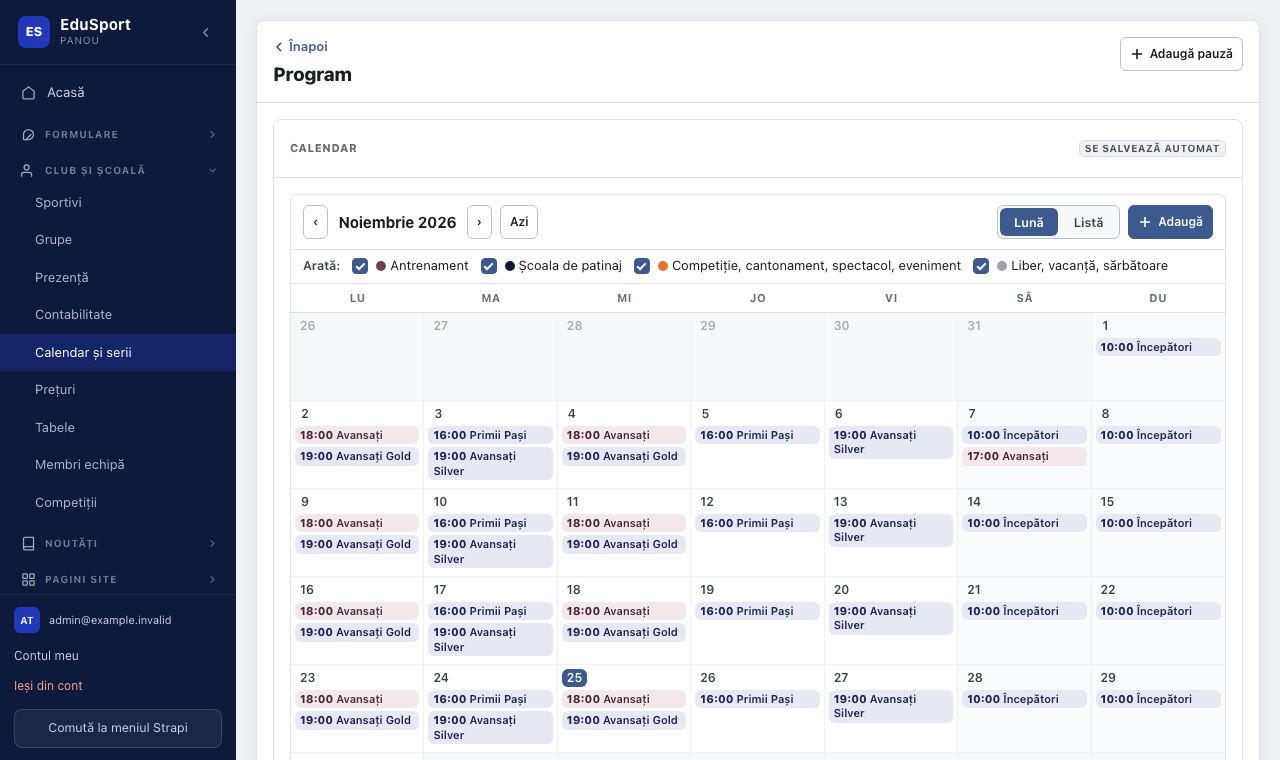 ES
EduSport
PANOU
Acasă
FORMULARE
CLUB ȘI ȘCOALĂ
Sportivi
Grupe
Prezență
Contabilitate
Calendar și serii
Prețuri
Tabele
Membri echipă
Competiții
NOUTĂȚI
PAGINI SITE
AT
admin@example.invalid
Contul meu
Ieși din cont
Comută la meniul Strapi
Înapoi
Program
+ Adaugă pauză
CALENDAR
SE SALVEAZĂ AUTOMAT
‹ Noiembrie 2026 › Azi
Lună Listă + Adaugă
Arată: Antrenament Școala de patinaj Competiție, cantonament, spectacol, eveniment Liber, vacanță, sărbătoare
LU MA MI JO VI SÂ DU
26 27 28 29 30 31 1
10:00 Începători
2 3 4 5 6 7 8
18:00 Avansați 16:00 Primii Pași 18:00 Avansați 16:00 Primii Pași 19:00 Avansați 10:00 Începători 10:00 Începători
Silver
19:00 Avansați Gold 19:00 Avansați 19:00 Avansați Gold 17:00 Avansați
Silver
9 10 11 12 13 14 15
18:00 Avansați 16:00 Primii Pași 18:00 Avansați 16:00 Primii Pași 19:00 Avansați 10:00 Începători 10:00 Începători
Silver
19:00 Avansați Gold 19:00 Avansați 19:00 Avansați Gold
Silver
16 17 18 19 20 21 22
18:00 Avansați 16:00 Primii Pași 18:00 Avansați 16:00 Primii Pași 19:00 Avansați 10:00 Începători 10:00 Începători
Silver
19:00 Avansați Gold 19:00 Avansați 19:00 Avansați Gold
Silver
23 24 25 26 27 28 29
18:00 Avansați 16:00 Primii Pași 18:00 Avansați 16:00 Primii Pași 19:00 Avansați 10:00 Începători 10:00 Începători
Silver
19:00 Avansați Gold 19:00 Avansați 19:00 Avansați Gold
Silver